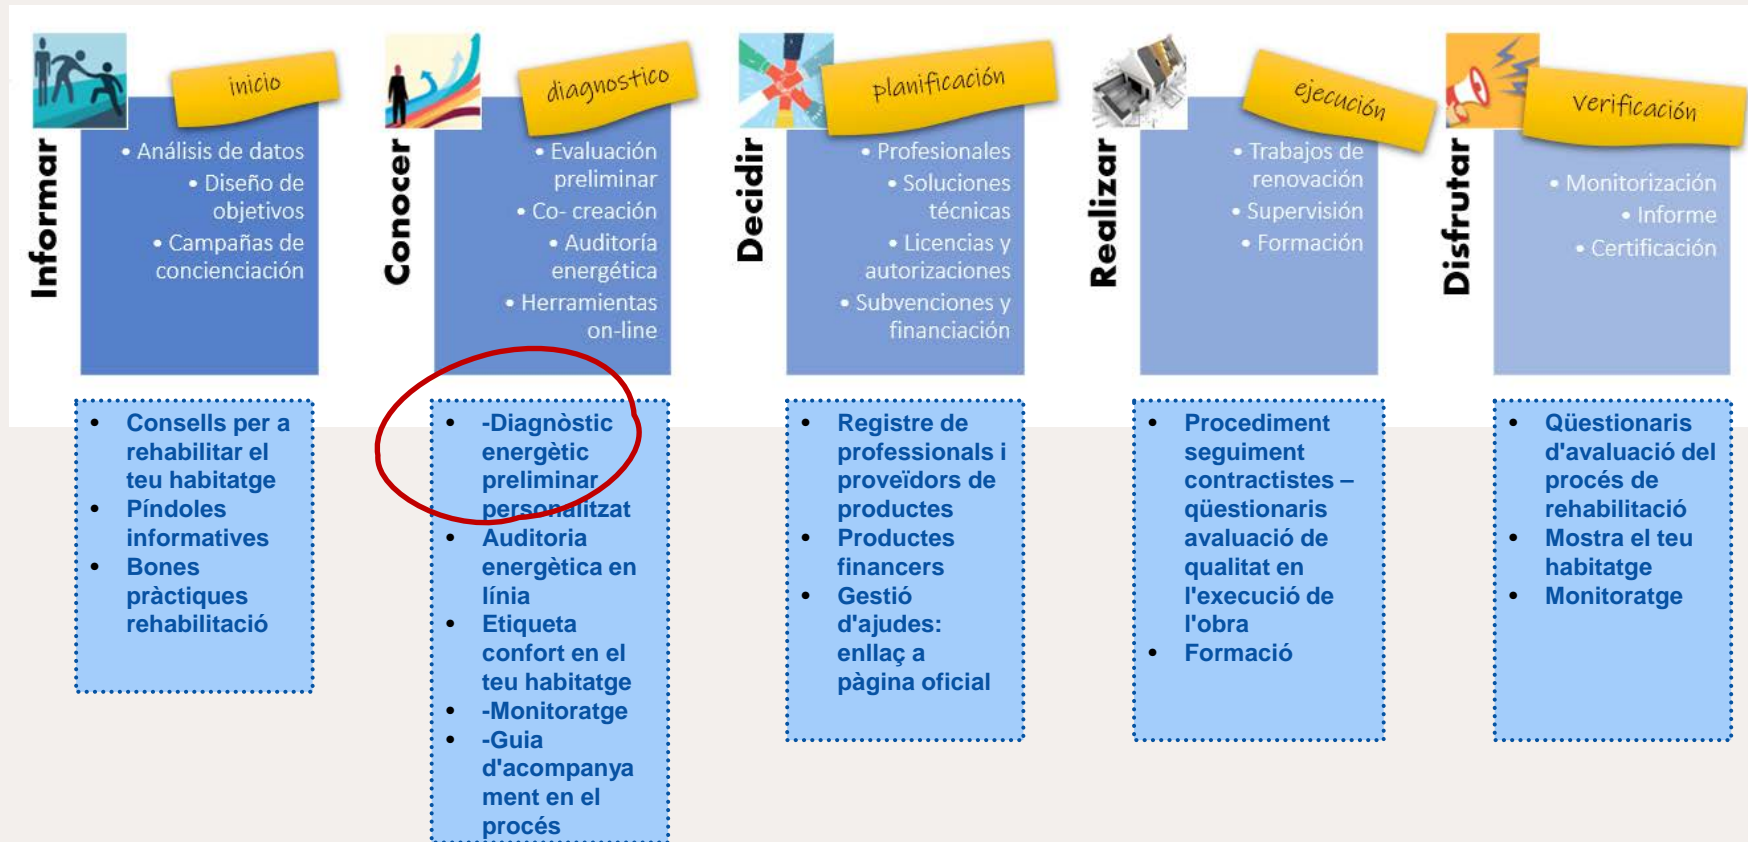 Informar
inicio
• Análisis de datos
• Diseño de
objetivos
• Campañas de
concienciación
Conocer
diagnostico
• Evaluación
preliminar
• Co- creación
• Auditoría
energética
• Herramientas
on-line
Decidir
planificación
• Profesionales
• Soluciones
técnicas
• Licencias y
autorizaciones
• Subvenciones y
financiación
Realizar
ejecución
• Trabajos de
renovación
• Supervisión
• Formación
Disfrutar
verificación
• Monitorización
• Informe
• Certificación
• Consells per a
rehabilitar el
teu habitatge
• Píndoles
informatives
• Bones
pràctiques
rehabilitació
• -Diagnòstic
energètic
preliminar
personalitzat
• Auditoria
energètica en
línia
• Etiqueta
confort en el
teu habitatge
• -Monitoratge
• -Guia
d'acompanya
ment en el
procés
• Registre de
professionals i
proveïdors de
productes
• Productes
financers
• Gestió
d'ajudes:
enllaç a
pàgina oficial
• Procediment
seguiment
contractistes –
qüestionaris
avaluació de
qualitat en
l'execució de
l'obra
• Formació
• Qüestionaris
d'avaluació del
procés de
rehabilitació
• Mostra el teu
habitatge
• Monitoratge